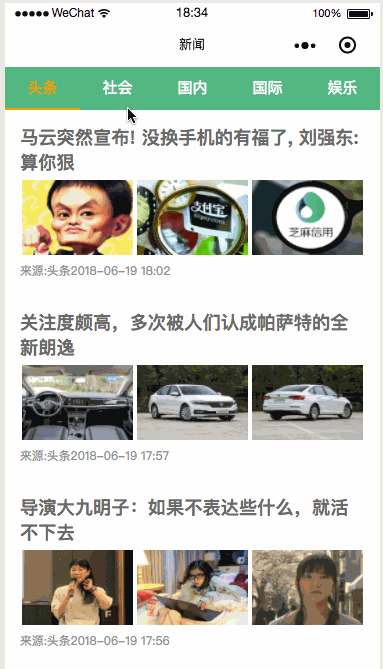 WeChat 18:34 100%
新闻
头条 社会 国内 国际 娱乐
马云突然宣布! 没换手机的有福了, 刘强东:
算你狠
支付宝
芝麻信用
来源:头条2018-06-19 18:02
关注度颇高，多次被人们认成帕萨特的全
新朗逸
来源:头条2018-06-19 17:57
导演大九明子：如果不表达些什么，就活
不下去
来源:头条2018-06-19 17:56